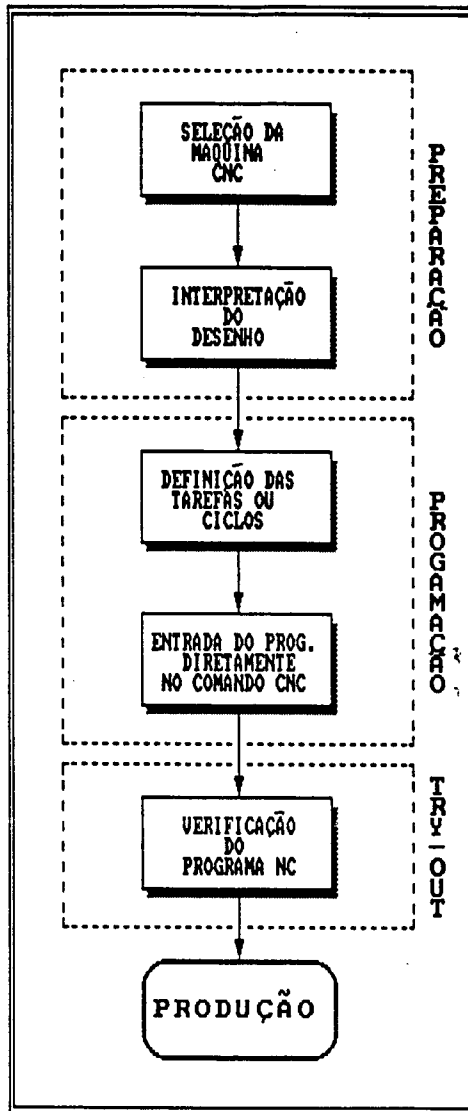 SELEÇÃO DA
MAQUINA
CNC
INTERPRETAÇÃO
DO
DESENHO
PREPARAÇÃO
DEFINIÇÃO DAS
TAREFAS OU
CICLOS
ENTRADA DO PROG.
DIRETAMENTE
NO COMANDO CNC
PROGAMAÇÃO
VERIFICAÇÃO
DO
PROGRAMA NC
TRY-OUT
PRODUÇÃO